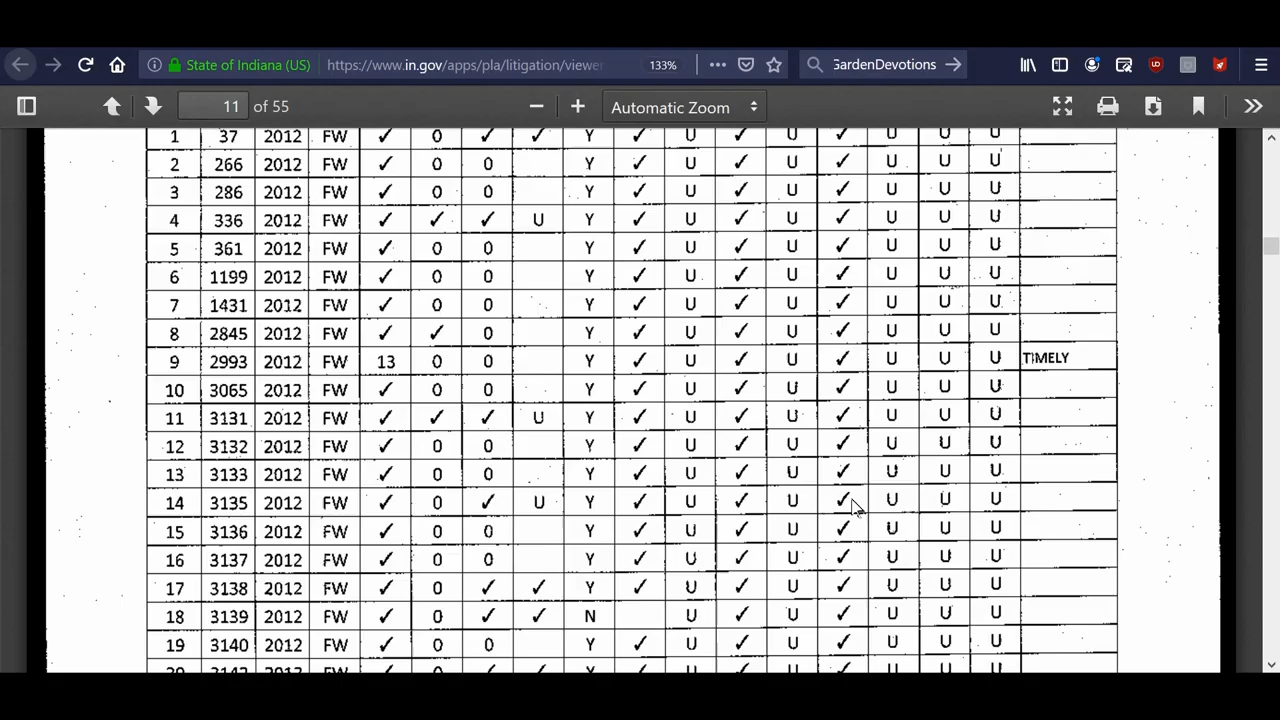 State of Indiana (US) https://www.in.gov/apps/pla/litigation/viewer 133% GardenDevotions
11 of 55 Automatic Zoom
1 37 2012 FW ✓ 0 ✓ ✓ Y ✓ U ✓ U ✓ U U U
2 266 2012 FW ✓ 0 0 Y ✓ U ✓ U ✓ U U U
3 286 2012 FW ✓ 0 0 Y ✓ U ✓ U ✓ U U U
4 336 2012 FW ✓ ✓ ✓ U Y ✓ U ✓ U ✓ U U U
5 361 2012 FW ✓ 0 0 Y ✓ U ✓ U ✓ U U U
6 1199 2012 FW ✓ 0 0 Y ✓ U ✓ U ✓ U U U
7 1431 2012 FW ✓ 0 0 Y ✓ U ✓ U ✓ U U U
8 2845 2012 FW ✓ ✓ 0 Y ✓ U ✓ U ✓ U U U
9 2993 2012 FW 13 0 0 Y ✓ U ✓ U ✓ U U U TIMELY
10 3065 2012 FW ✓ 0 0 Y ✓ U ✓ U ✓ U U U
11 3131 2012 FW ✓ ✓ ✓ U Y ✓ U ✓ U ✓ U U U
12 3132 2012 FW ✓ 0 0 Y ✓ U ✓ U ✓ U U U
13 3133 2012 FW ✓ 0 0 Y ✓ U ✓ U ✓ U U U
14 3135 2012 FW ✓ 0 ✓ U Y ✓ U ✓ U ✓ U U U
15 3136 2012 FW ✓ 0 0 Y ✓ U ✓ U ✓ U U U
16 3137 2012 FW ✓ 0 0 Y ✓ U ✓ U ✓ U U U
17 3138 2012 FW ✓ 0 ✓ ✓ Y ✓ U ✓ U ✓ U U U
18 3139 2012 FW ✓ 0 ✓ ✓ N U ✓ U ✓ U U U
19 3140 2012 FW ✓ 0 0 Y ✓ U ✓ U ✓ U U U